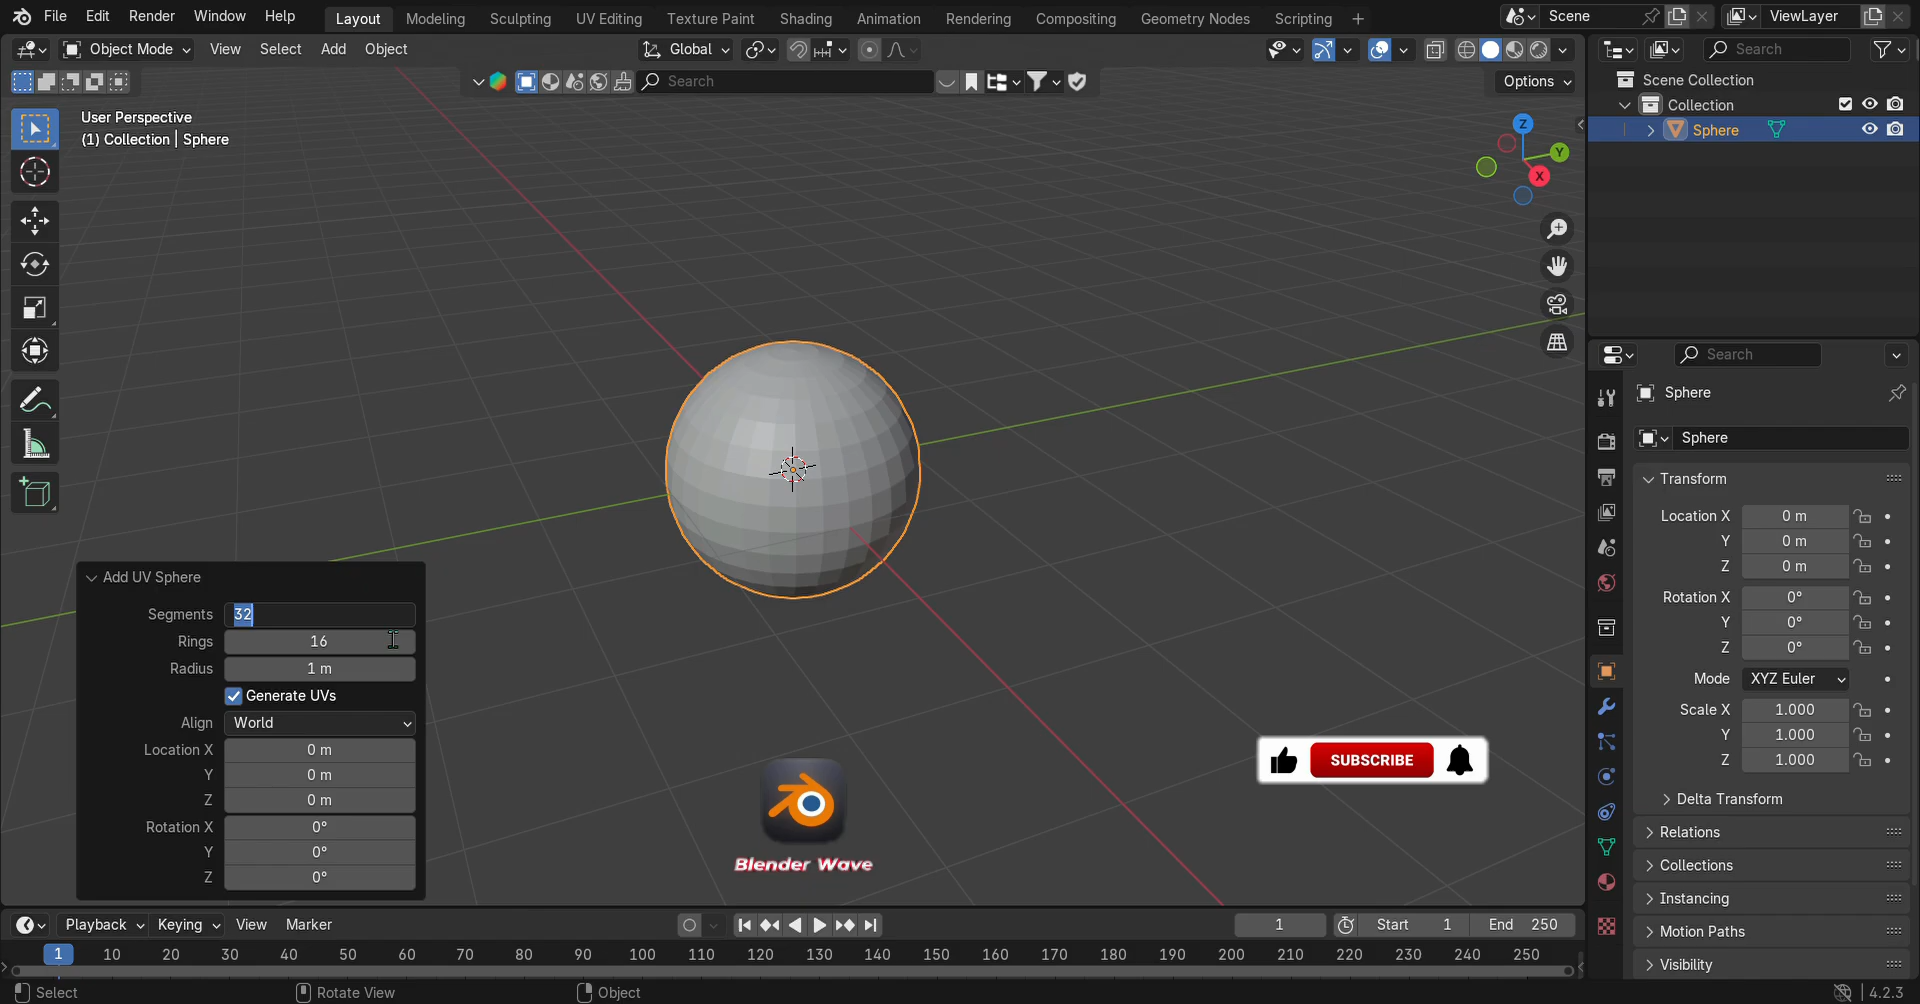 File Edit Render Window Help Layout Modeling Sculpting UV Editing Texture Paint Shading Animation Rendering Compositing Geometry Nodes Scripting + Scene ViewLayer
Object Mode View Select Add Object Global Search
Search Options
Scene Collection
Collection
Sphere
User Perspective
(1) Collection | Sphere
Z
Y
X
Search
Sphere
Sphere
Transform
Location X 0 m
Y 0 m
Z 0 m
Rotation X 0°
Y 0°
Z 0°
Mode XYZ Euler
Scale X 1.000
Y 1.000
Z 1.000
Delta Transform
Relations
Collections
Instancing
Motion Paths
Visibility
Add UV Sphere
Segments 32
Rings 16
Radius 1 m
Generate UVs
Align World
Location X 0 m
Y 0 m
Z 0 m
Rotation X 0°
Y 0°
Z 0°
SUBSCRIBE
Blender Wave
Playback Keying View Marker 1 Start 1 End 250
1 10 20 30 40 50 60 70 80 90 100 110 120 130 140 150 160 170 180 190 200 210 220 230 240 250
Select Rotate View Object 4.2.3